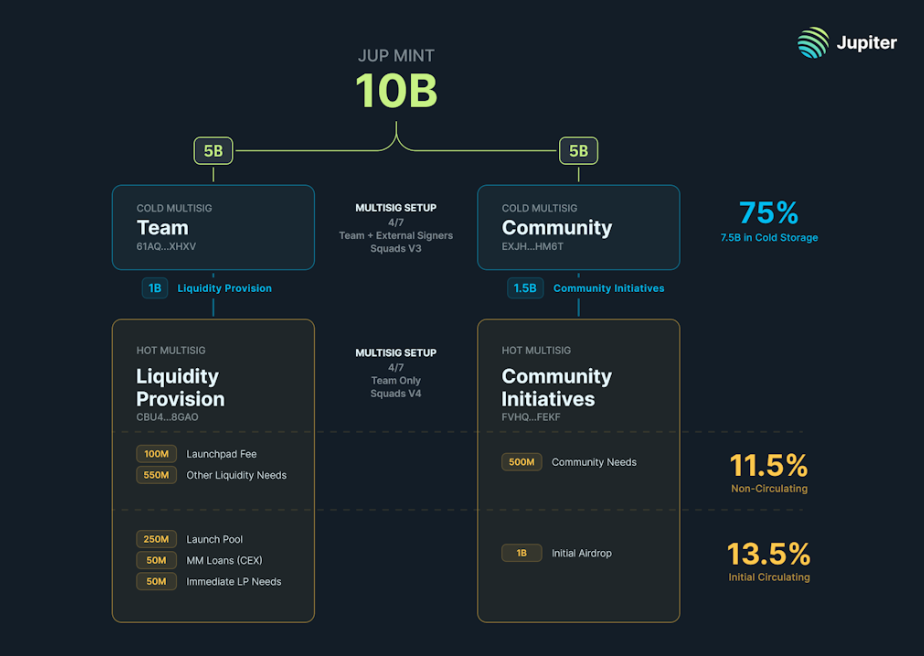 Jupiter
JUP MINT
10B
5B
5B
COLD MULTISIG
Team
61AQ...XHXV
MULTISIG SETUP
4/7
Team + External Signers
Squads V3
COLD MULTISIG
Community
EXJH...HM6T
75%
7.5B in Cold Storage
1B Liquidity Provision
1.5B Community Initiatives
HOT MULTISIG
Liquidity
Provision
CBU4...8GAO
MULTISIG SETUP
4/7
Team Only
Squads V4
HOT MULTISIG
Community
Initiatives
FVHQ...FEKF
100M Launchpad Fee
550M Other Liquidity Needs
500M Community Needs
11.5%
Non-Circulating
250M Launch Pool
50M MM Loans (CEX)
50M Immediate LP Needs
1B Initial Airdrop
13.5%
Initial Circulating